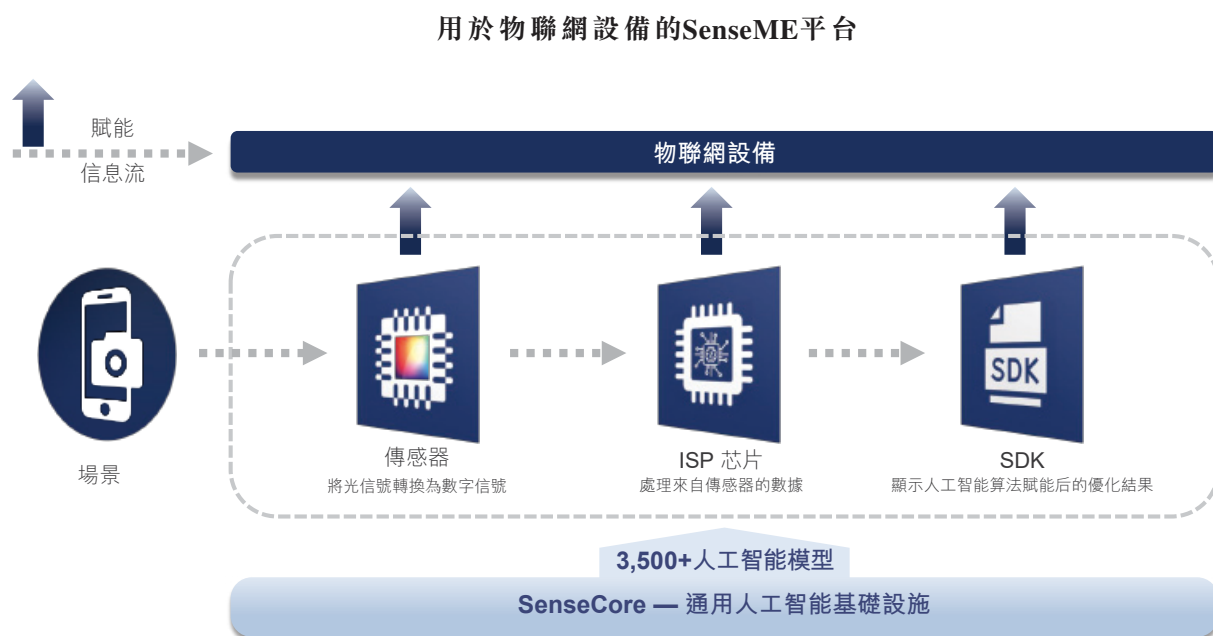 用於物聯網設備的SenseME平台
賦能
信息流
物聯網設備
SDK
場景
傳感器
將光信號轉換為數字信號
ISP 芯片
處理來自傳感器的數據
SDK
顯示人工智能算法賦能后的優化結果
3,500+人工智能模型
SenseCore — 通用人工智能基礎設施